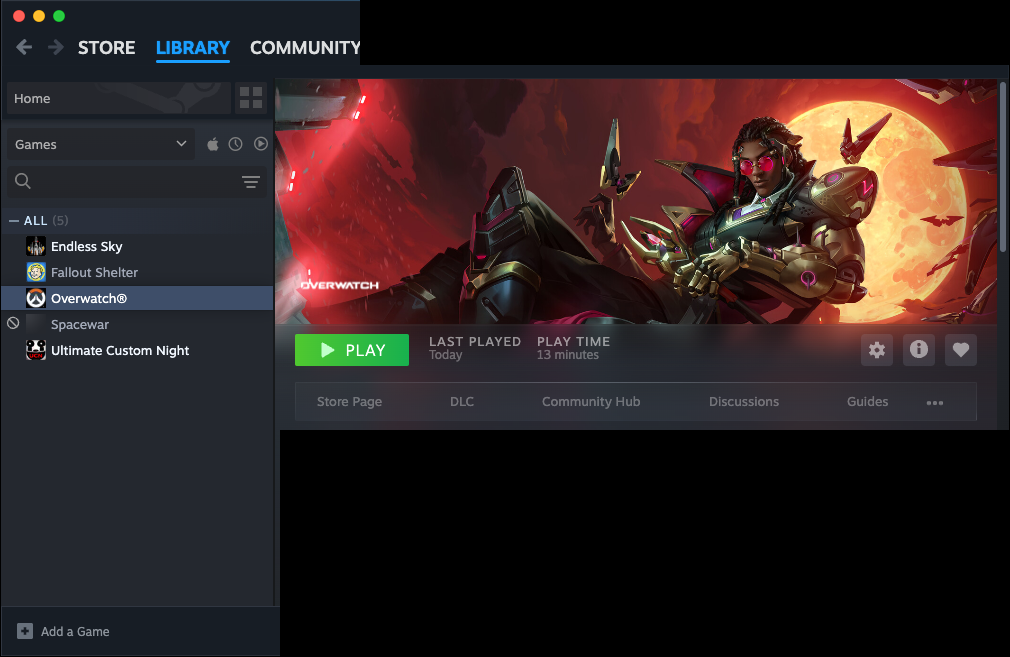 STORE LIBRARY COMMUNITY
Home
Games
ALL (5)
Endless Sky
Fallout Shelter
Overwatch®
Spacewar
Ultimate Custom Night
Add a Game
OVERWATCH
PLAY
LAST PLAYED
Today
PLAY TIME
13 minutes
Store Page DLC Community Hub Discussions Guides •••